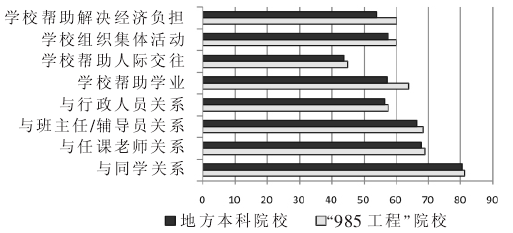 学校帮助解决经济负担
学校组织集体活动
学校帮助人际交往
学校帮助学业
与行政人员关系
与班主任/辅导员关系
与任课老师关系
与同学关系
0 10 20 30 40 50 60 70 80 90
地方本科院校 “985 工程”院校